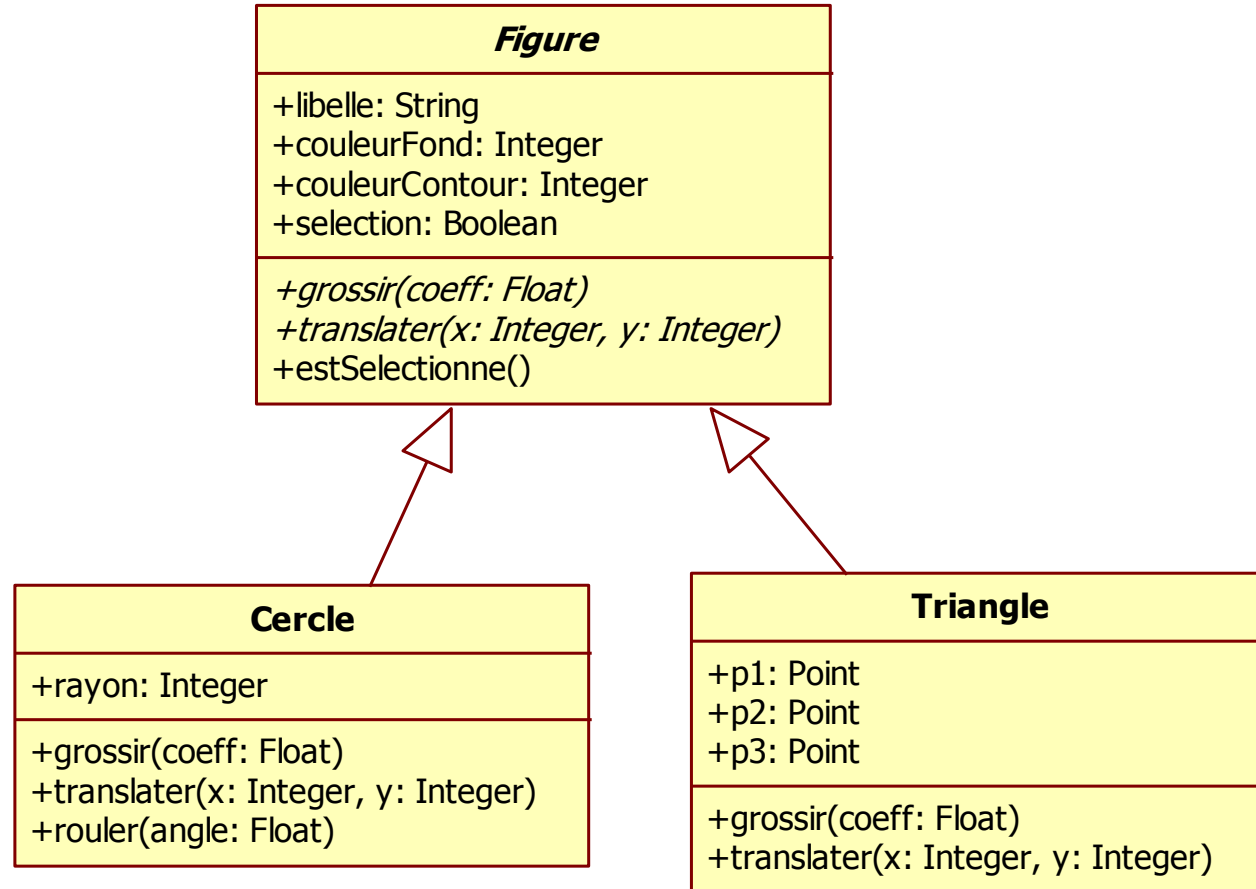 Figure
+libelle: String
+couleurFond: Integer
+couleurContour: Integer
+selection: Boolean
+grossir(coeff: Float)
+translater(x: Integer, y: Integer)
+estSelectionne()
Cercle
+rayon: Integer
+grossir(coeff: Float)
+translater(x: Integer, y: Integer)
+rouler(angle: Float)
Triangle
+p1: Point
+p2: Point
+p3: Point
+grossir(coeff: Float)
+translater(x: Integer, y: Integer)